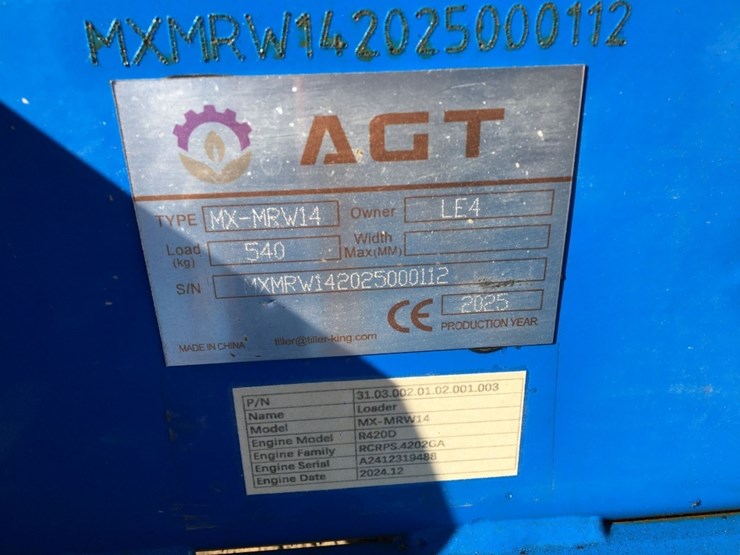 MXMRW142025000112
AGT
TYPE MX-MRW14 Owner LE4
Load (kg) 540 Width Max(MM)
S/N MXMRW142025000112
CE 2025
PRODUCTION YEAR
MADE IN CHINA tiller@tiller-king.com
P/N 31.03.002.01.02.001.003
Name Loader
Model MX-MRW14
Engine Model R420D
Engine Family RCRPS.4202GA
Engine Serial A2412319488
Engine Date 2024.12